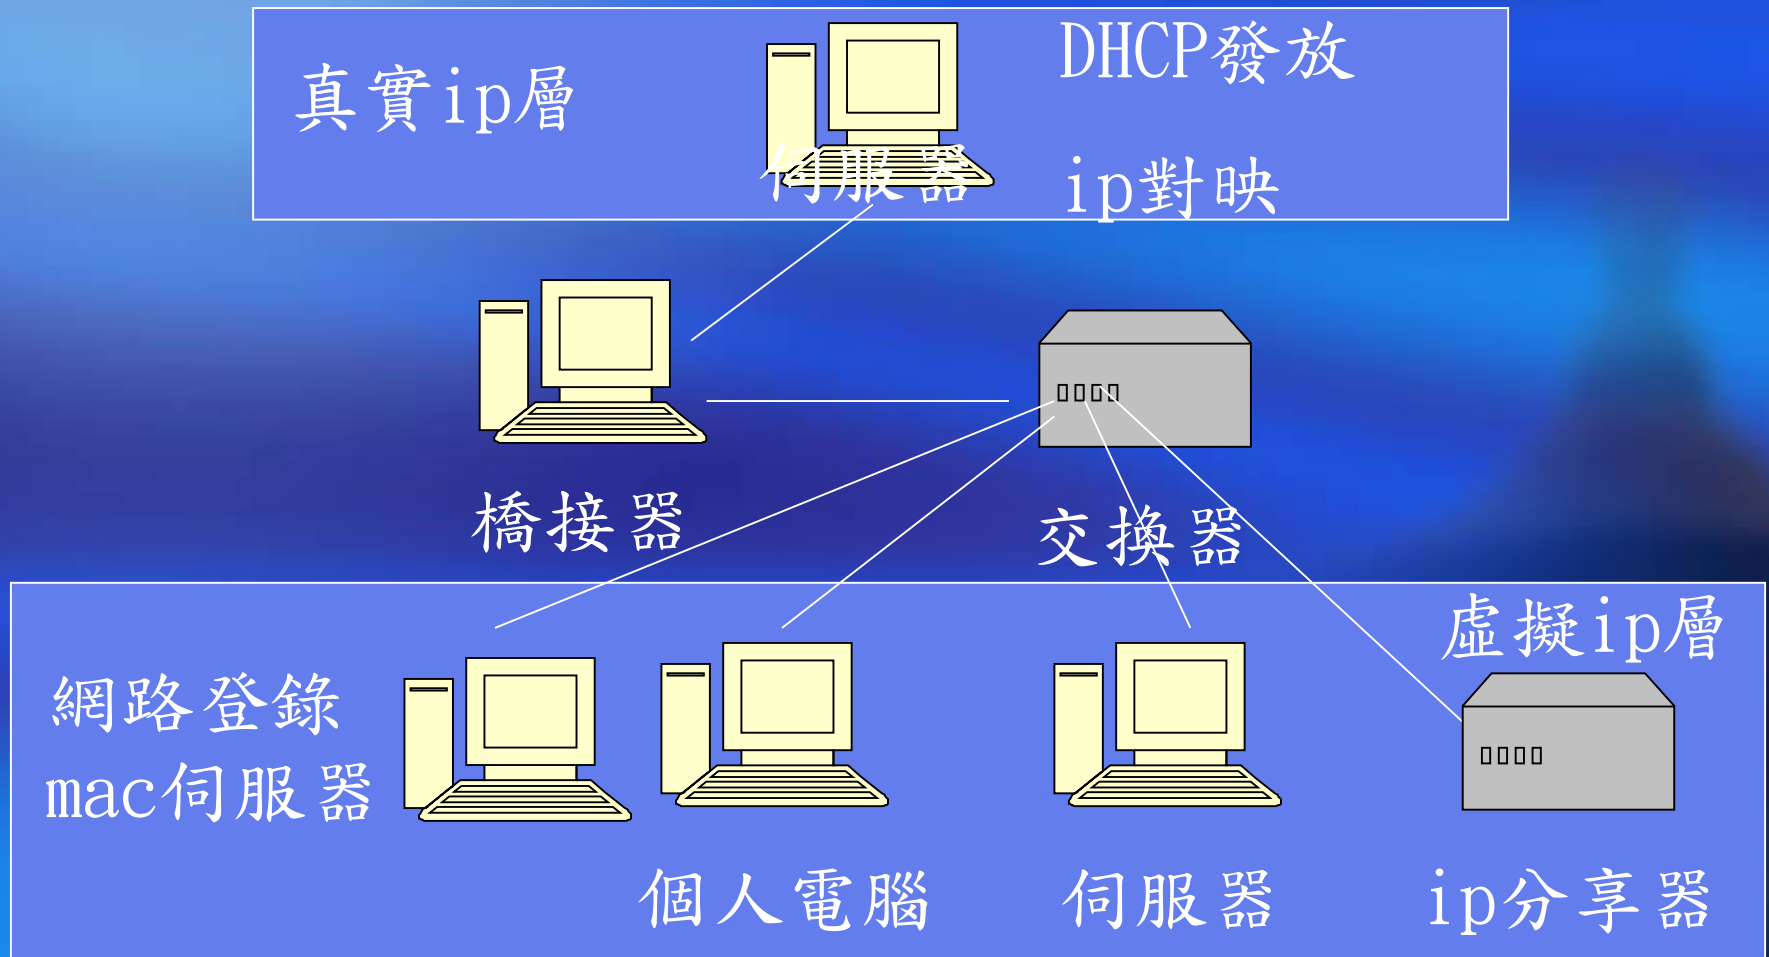 真實ip層
伺服器
DHCP發放
ip對映
橋接器
交換器
虛擬ip層
網路登錄
mac伺服器
個人電腦
伺服器
ip分享器